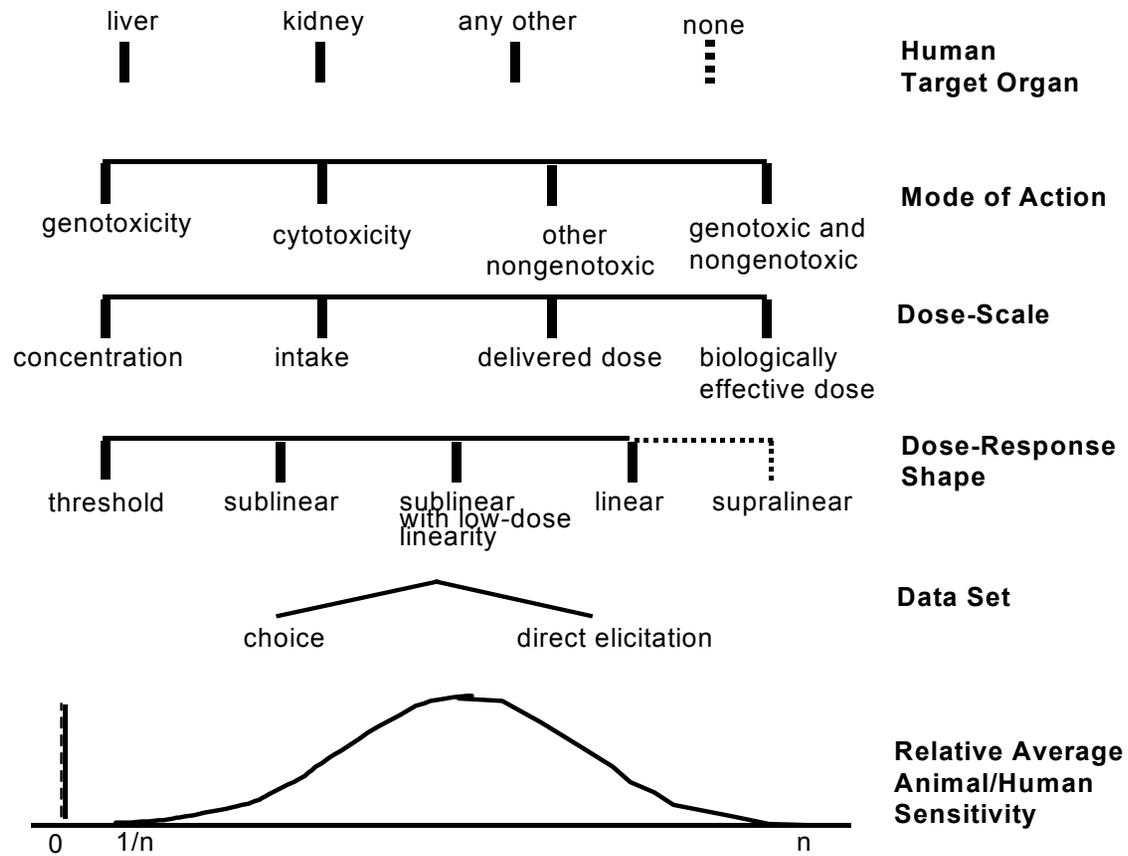 liver
kidney
any other
none
Human
Target Organ
Mode of Action
genotoxicity
cytotoxicity
other
nongenotoxic
genotoxic and
nongenotoxic
Dose-Scale
concentration
intake
delivered dose
biologically
effective dose
Dose-Response
Shape
threshold
sublinear
sublinear
with low-dose
linearity
linear
supralinear
Data Set
choice
direct elicitation
Relative Average
Animal/Human
Sensitivity
0
1/n
n